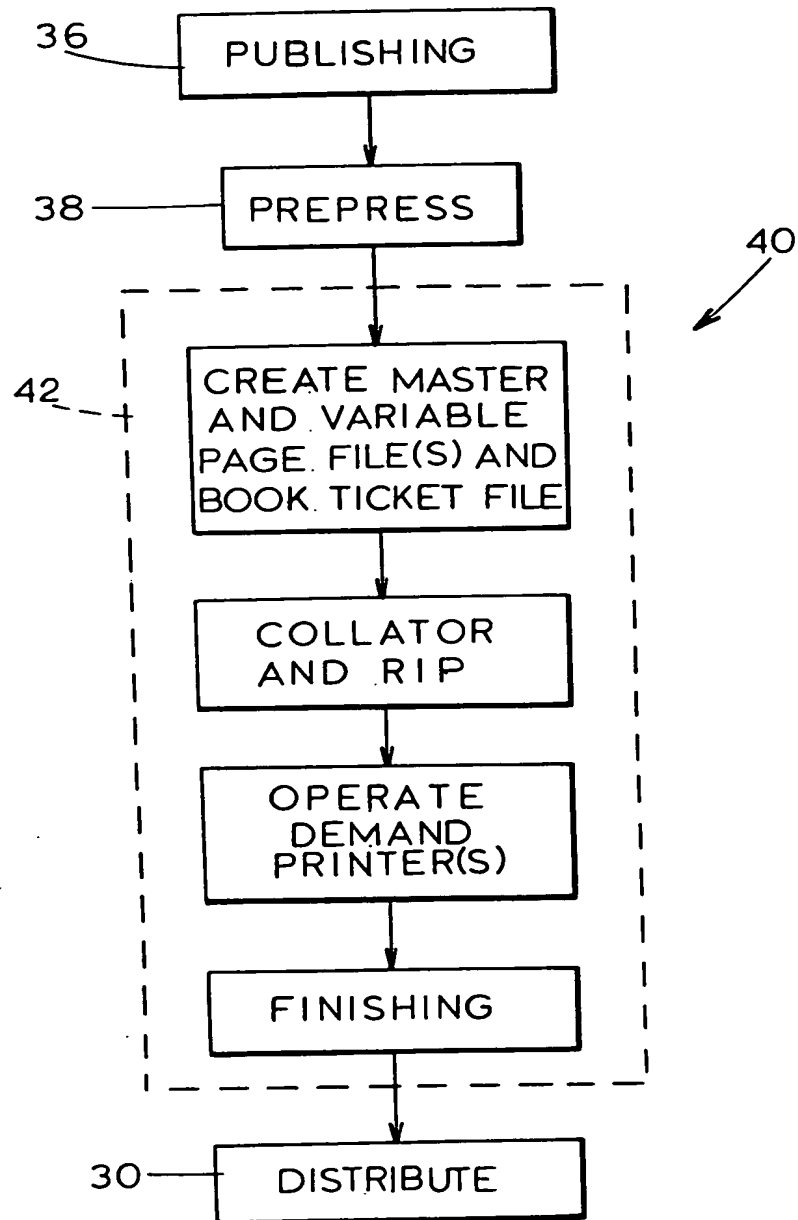 36
PUBLISHING
38
PREPRESS
40
42
CREATE MASTER
AND VARIABLE
PAGE FILE(S) AND
BOOK TICKET FILE
COLLATOR
AND RIP
OPERATE
DEMAND
PRINTER(S)
FINISHING
30
DISTRIBUTE